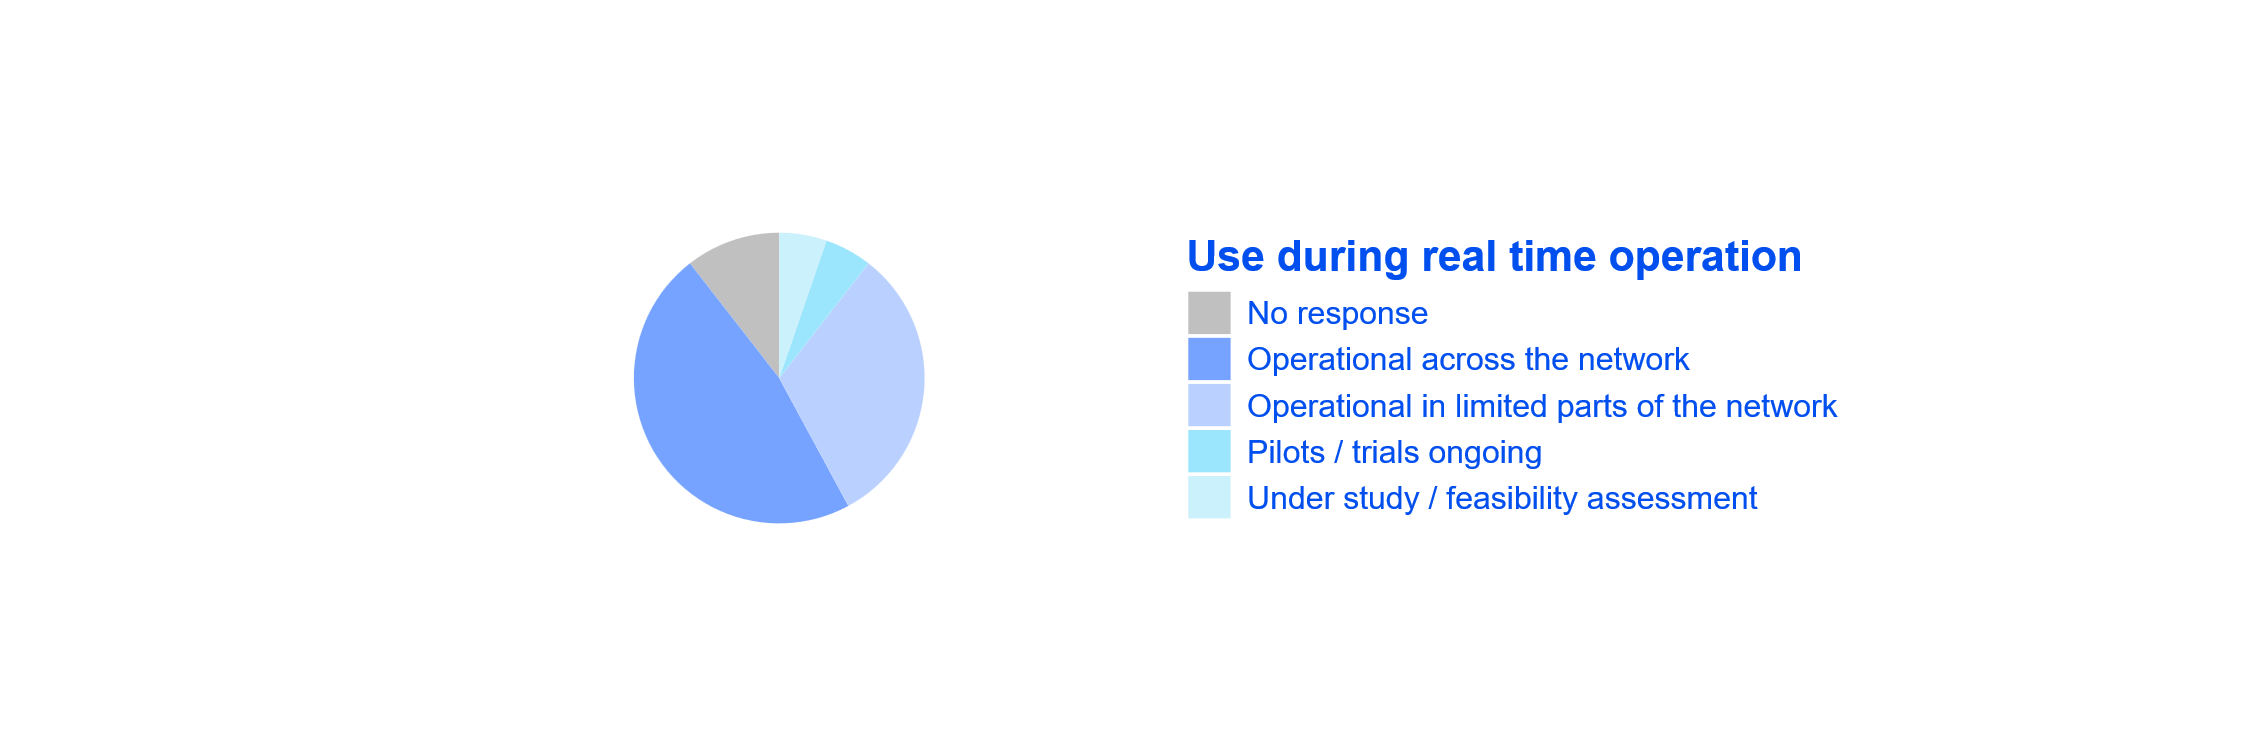 Use during real time operation
No response
Operational across the network
Operational in limited parts of the network
Pilots / trials ongoing
Under study / feasibility assessment